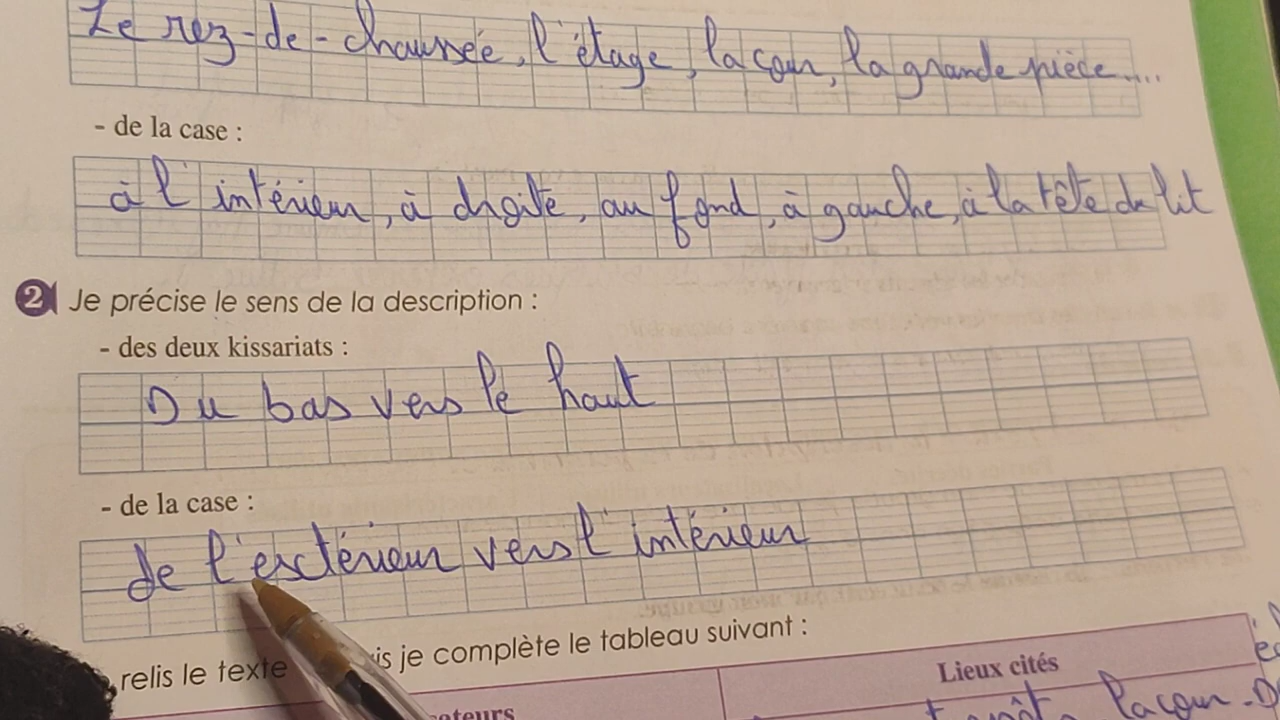 Le rez-de-chaussée, l'étage, la cour, la grande pièce....
- de la case :
à l'intérieur, à droite, au fond, à gauche, à la tête du lit
2 Je précise le sens de la description :
- des deux kissariats :
Du bas vers le haut
- de la case :
de l'extérieur vers l'intérieur
relis le texte is je complète le tableau suivant :
Lieux cités
la cour